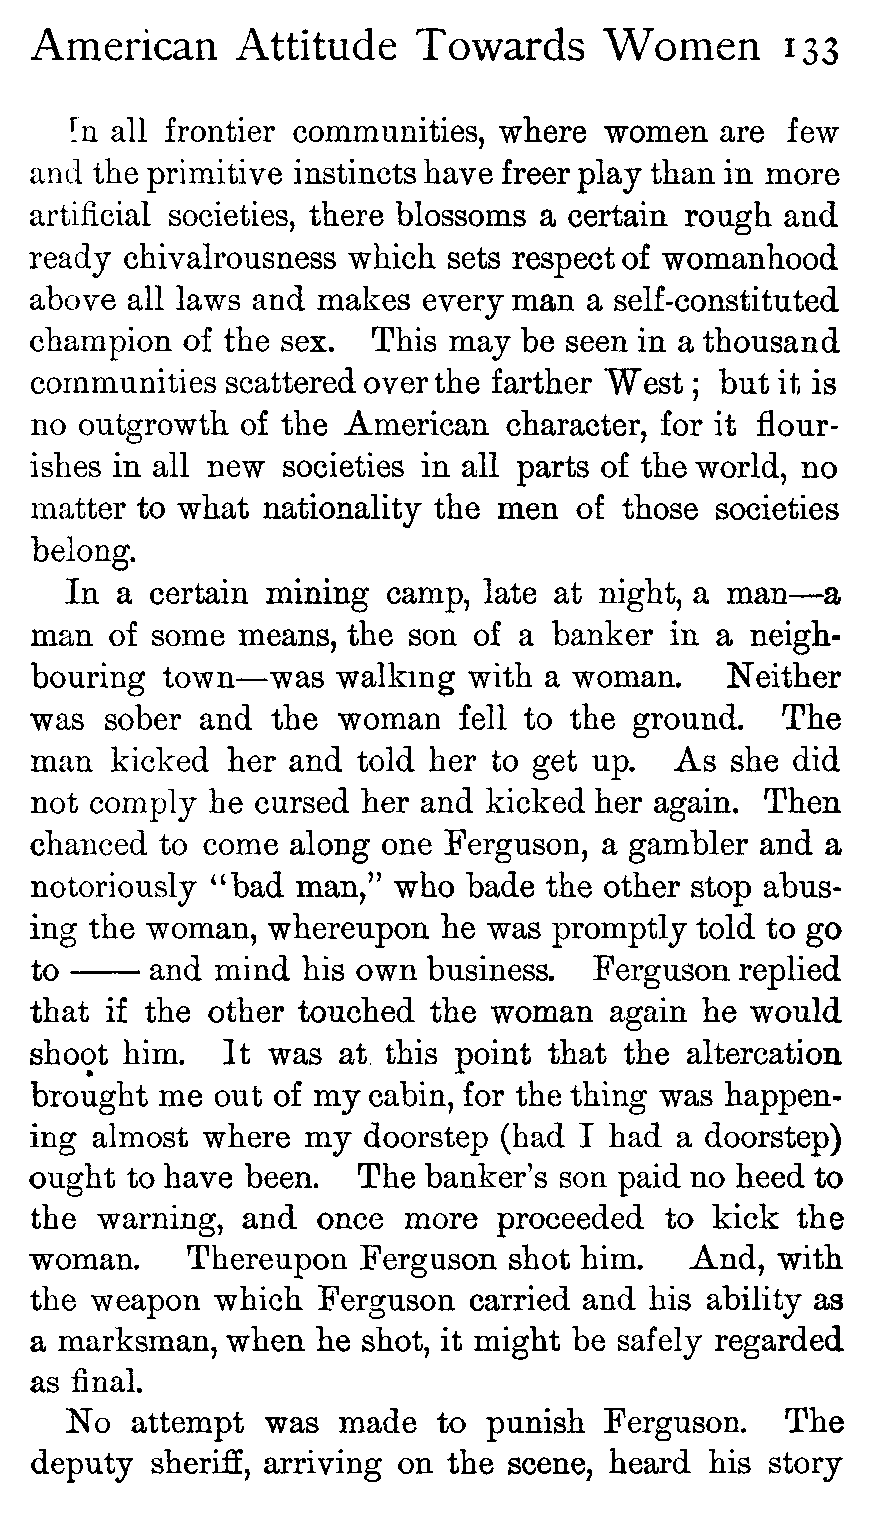 American Attitude Towards Women 133
In all frontier communities, where women are few
and the primitive instincts have freer play than in more
artificial societies, there blossoms a certain rough and
ready chivalrousness which sets respect of womanhood
above all laws and makes every man a self-constituted
champion of the sex. This may be seen in a thousand
communities scattered over the farther West; but it is
no outgrowth of the American character, for it flour-
ishes in all new societies in all parts of the world, no
matter to what nationality the men of those societies
belong.
In a certain mining camp, late at night, a man—a
man of some means, the son of a banker in a neigh-
bouring town—was walking with a woman. Neither
was sober and the woman fell to the ground. The
man kicked her and told her to get up. As she did
not comply he cursed her and kicked her again. Then
chanced to come along one Ferguson, a gambler and a
notoriously "bad man," who bade the other stop abus-
ing the woman, whereupon he was promptly told to go
to —— and mind his own business. Ferguson replied
that if the other touched the woman again he would
shoot him. It was at this point that the altercation
brought me out of my cabin, for the thing was happen-
ing almost where my doorstep (had I had a doorstep)
ought to have been. The banker's son paid no heed to
the warning, and once more proceeded to kick the
woman. Thereupon Ferguson shot him. And, with
the weapon which Ferguson carried and his ability as
a marksman, when he shot, it might be safely regarded
as final.
No attempt was made to punish Ferguson. The
deputy sheriff, arriving on the scene, heard his story